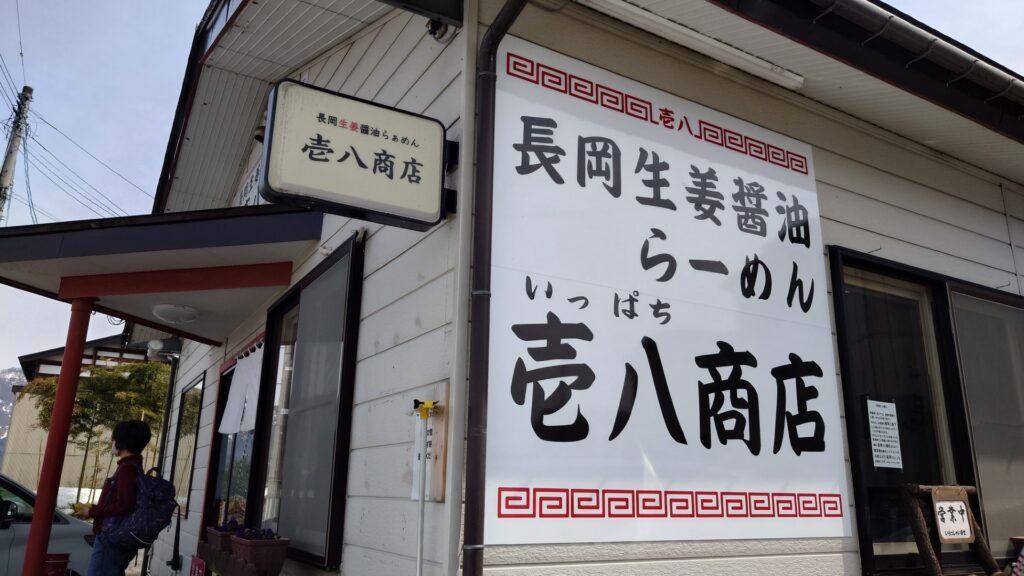 長岡生姜醤油らぁめん
壱八商店
壱八
長岡生姜醤油
らーめん
いっぱち
壱八商店
営業中